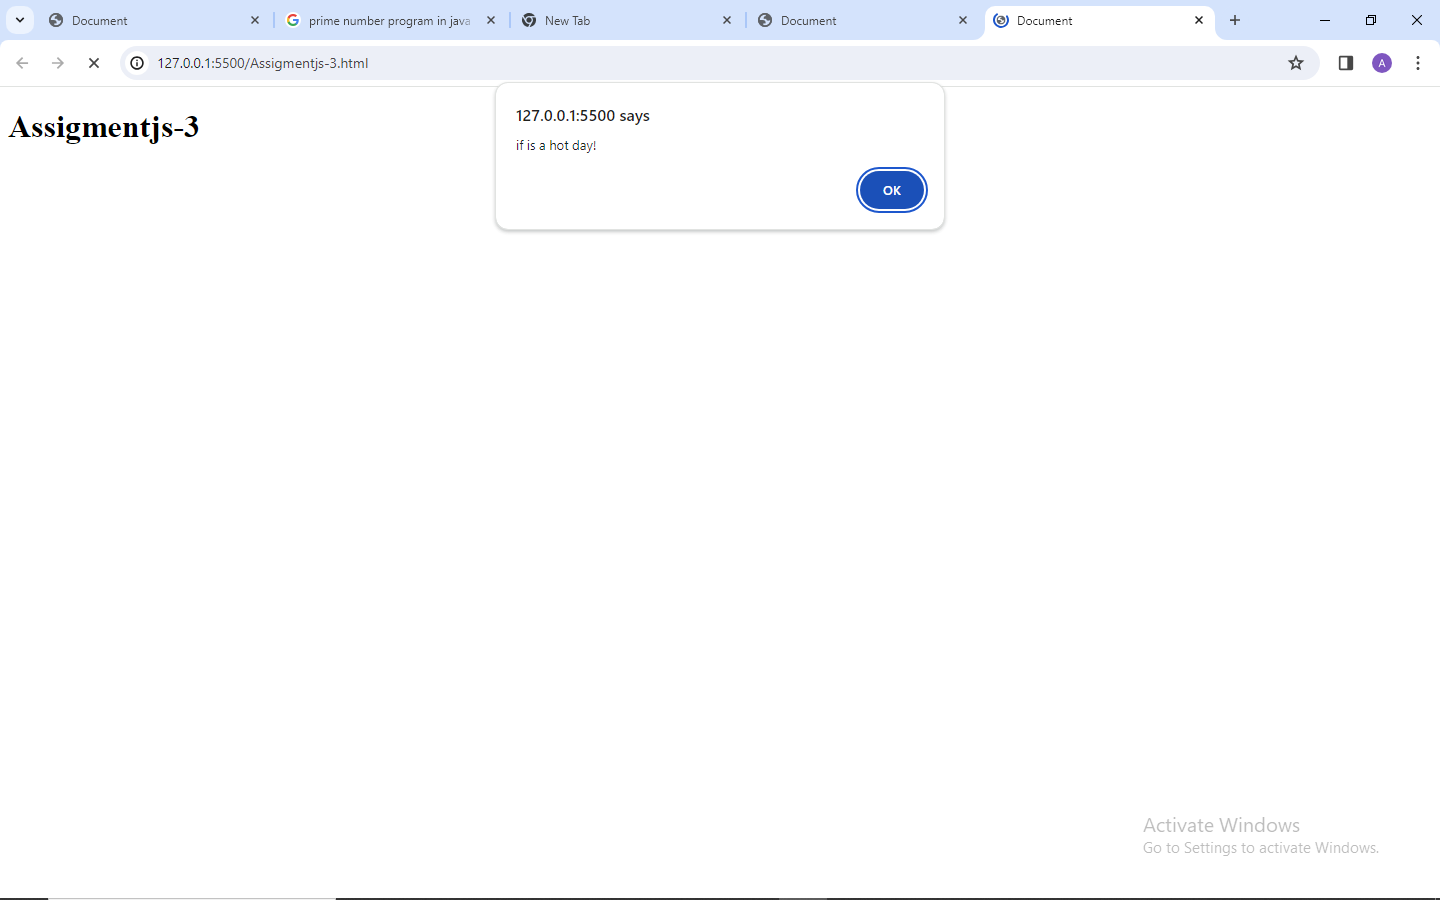 Document
prime number program in java
New Tab
Document
Document
127.0.0.1:5500/Assigmentjs-3.html
A
Assigmentjs-3
127.0.0.1:5500 says
if is a hot day!
OK
Activate Windows
Go to Settings to activate Windows.